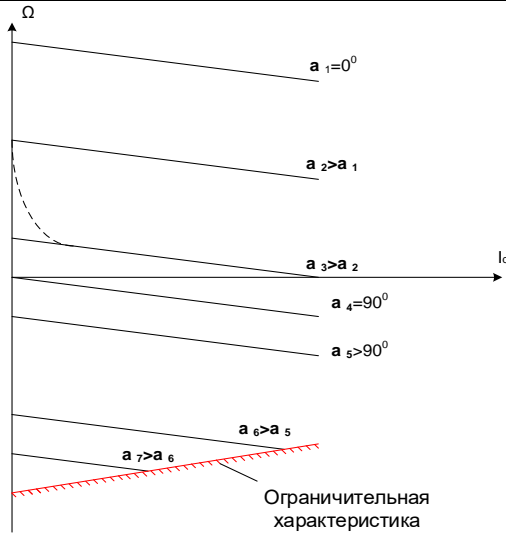 Ω
a 1=0⁰
a 2>a 1
I d
a 3>a 2
a 4=90⁰
a 5>90⁰
a 6>a 5
a 7>a 6
Ограничительная
характеристика